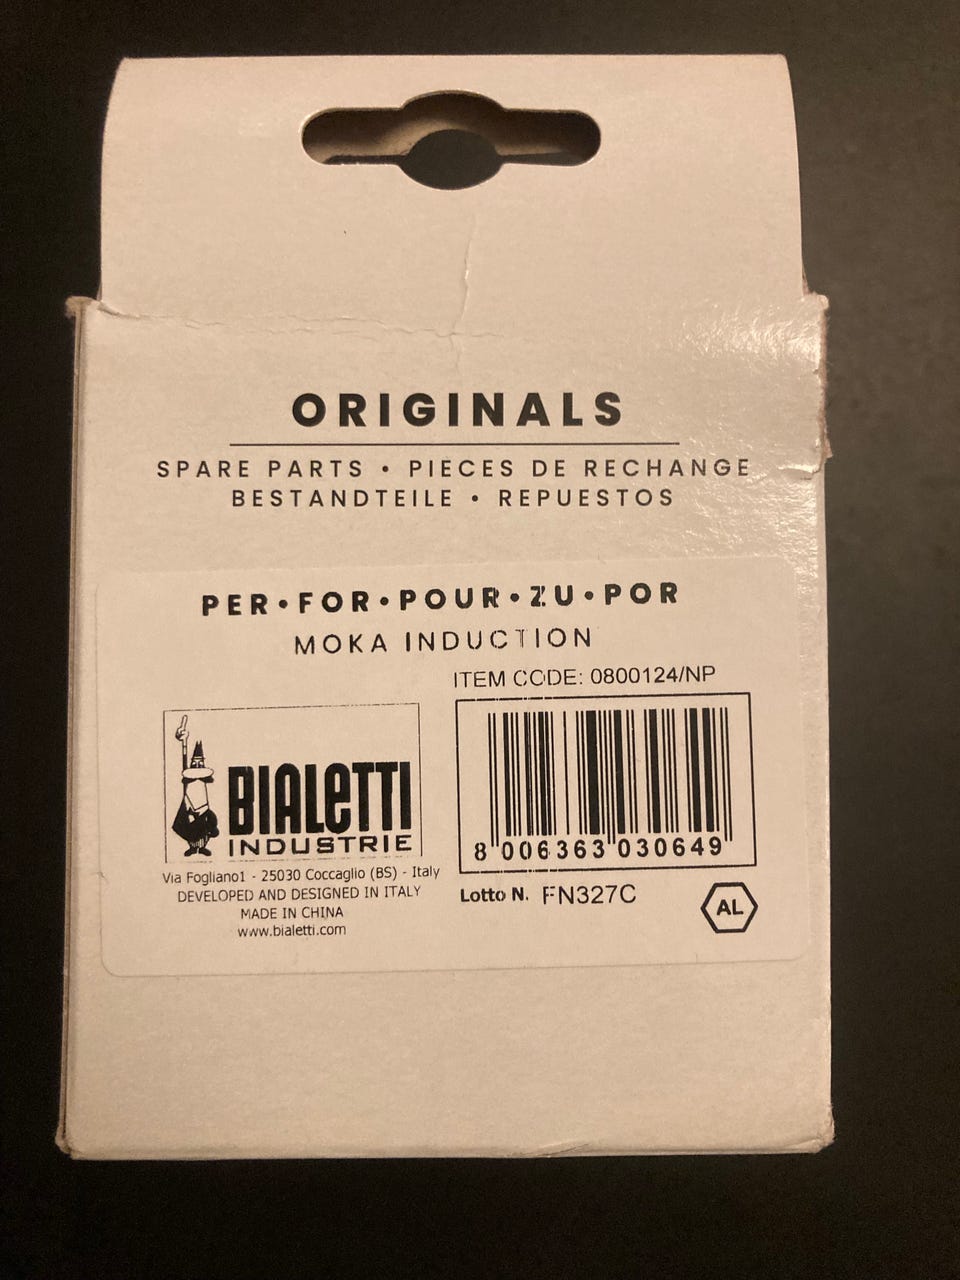 ORIGINALS
SPARE PARTS • PIECES DE RECHANGE
BESTANDTEILE • REPUESTOS
PER•FOR•POUR•ZU•POR
MOKA INDUCTION
ITEM CODE: 0800124/NP
BIALETTI
INDUSTRIE
8 006363 030649
Via Fogliano1 - 25030 Coccaglio (BS) - Italy
DEVELOPED AND DESIGNED IN ITALY
MADE IN CHINA
www.bialetti.com
Lotto N. FN327C
AL